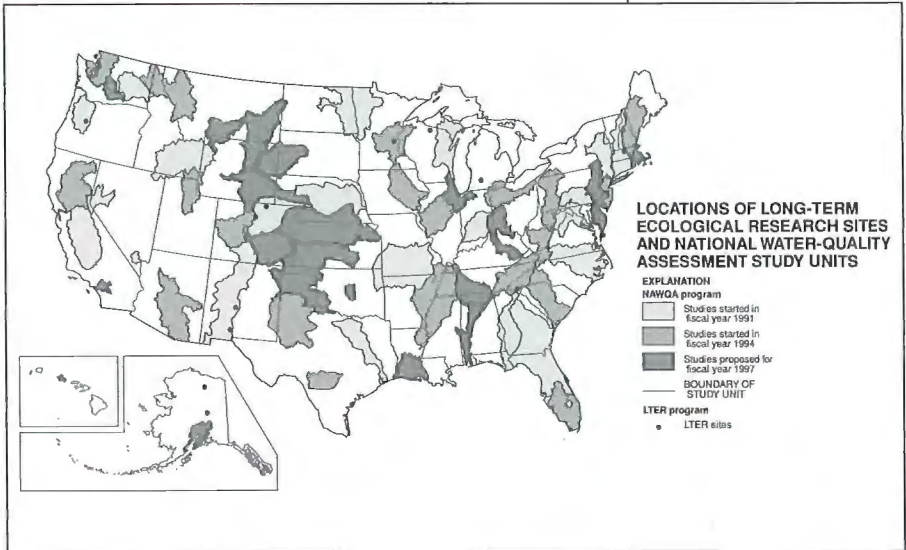 LOCATIONS OF LONG-TERM
ECOLOGICAL RESEARCH SITES
AND NATIONAL WATER-QUALITY
ASSESSMENT STUDY UNITS
EXPLANATION
NAWQA program
Studies started in
fiscal year 1991
Studies started in
fiscal year 1994
Studies proposed for
fiscal year 1997
BOUNDARY OF
STUDY UNIT
LTER program
LTER sites